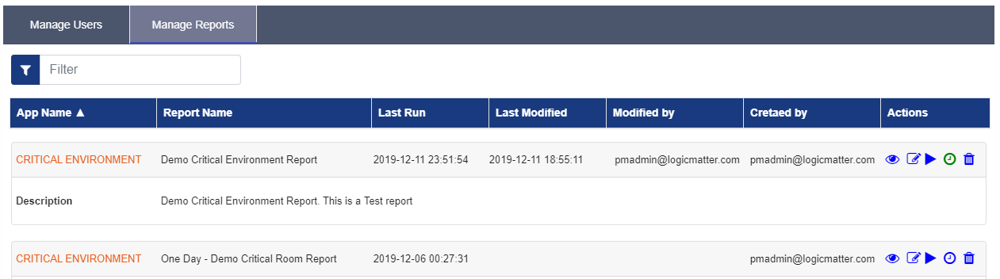 Manage Users Manage Reports
Filter
App Name ▲ Report Name Last Run Last Modified Modified by Cretaed by Actions
CRITICAL ENVIRONMENT Demo Critical Environment Report 2019-12-11 23:51:54 2019-12-11 18:55:11 pmadmin@logicmatter.com pmadmin@logicmatter.com
Description Demo Critical Environment Report. This is a Test report
CRITICAL ENVIRONMENT One Day - Demo Critical Room Report 2019-12-06 00:27:31 pmadmin@logicmatter.com